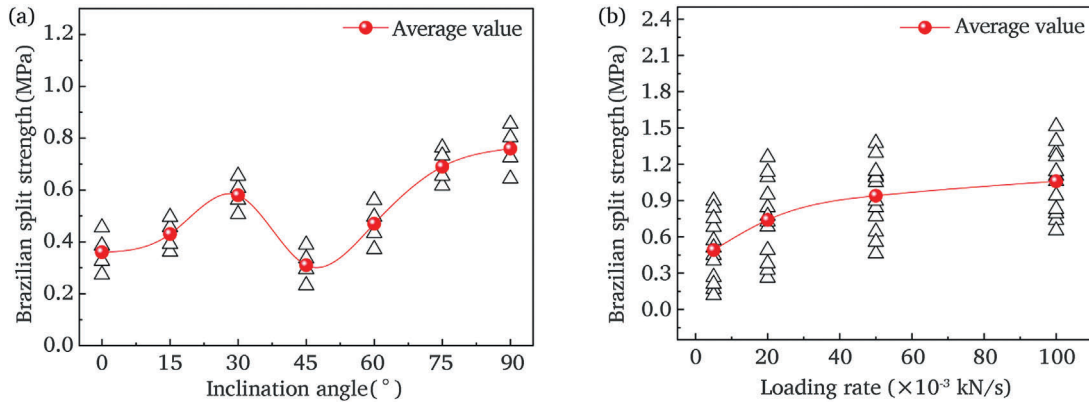 (a)
Average value
1.2
1.0
0.8
0.6
0.4
0.2
0.0
Brazilian split strength(MPa)
0 15 30 45 60 75 90
Inclination angle(°)
(b)
Average value
2.4
2.1
1.8
1.5
1.2
0.9
0.6
0.3
0.0
Brazilian split strength(MPa)
0 20 40 60 80 100
Loading rate (×10⁻³ kN/s)